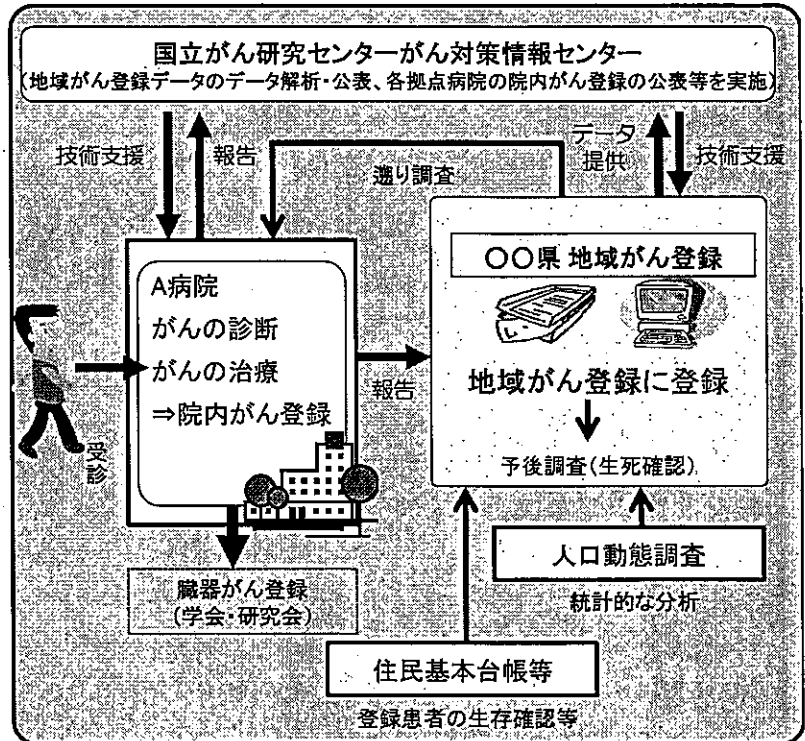 国立がん研究センターがん対策情報センター
(地域がん登録データのデータ解析・公表、各拠点病院の院内がん登録の公表等を実施)
技術支援
報告
遡り調査
データ
提供
技術支援
〇〇県 地域がん登録
A病院
がんの診断
がんの治療
⇒院内がん登録
受診
報告
地域がん登録に登録
予後調査(生死確認)
人口動態調査
統計的な分析
臓器がん登録
(学会・研究会)
住民基本台帳等
登録患者の生存確認等